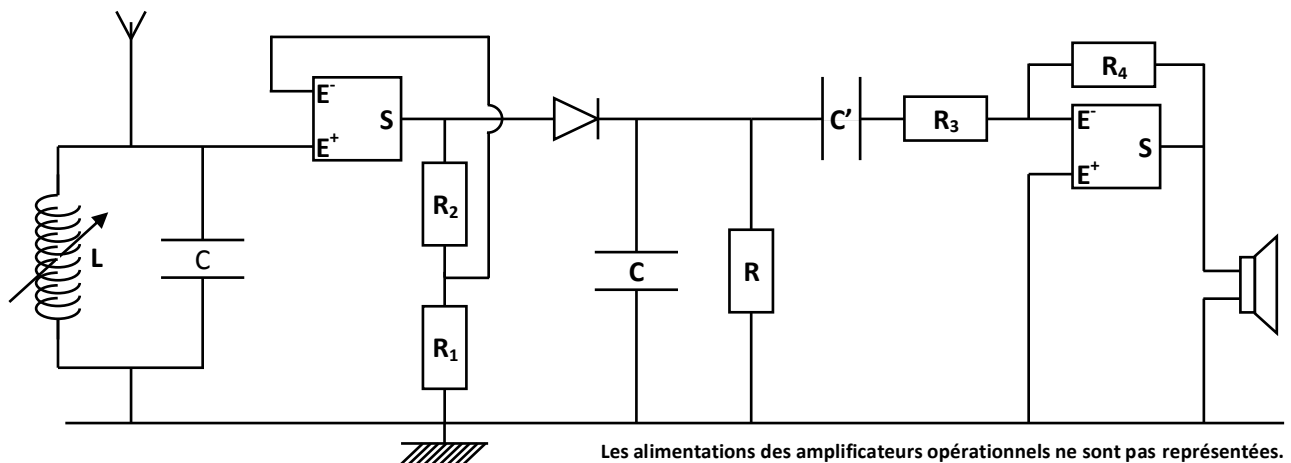 R₄
E⁻
S
E⁺
E⁻
S
E⁺
C'
R₃
R₂
L
C
C
R
R₁
Les alimentations des amplificateurs opérationnels ne sont pas représentées.